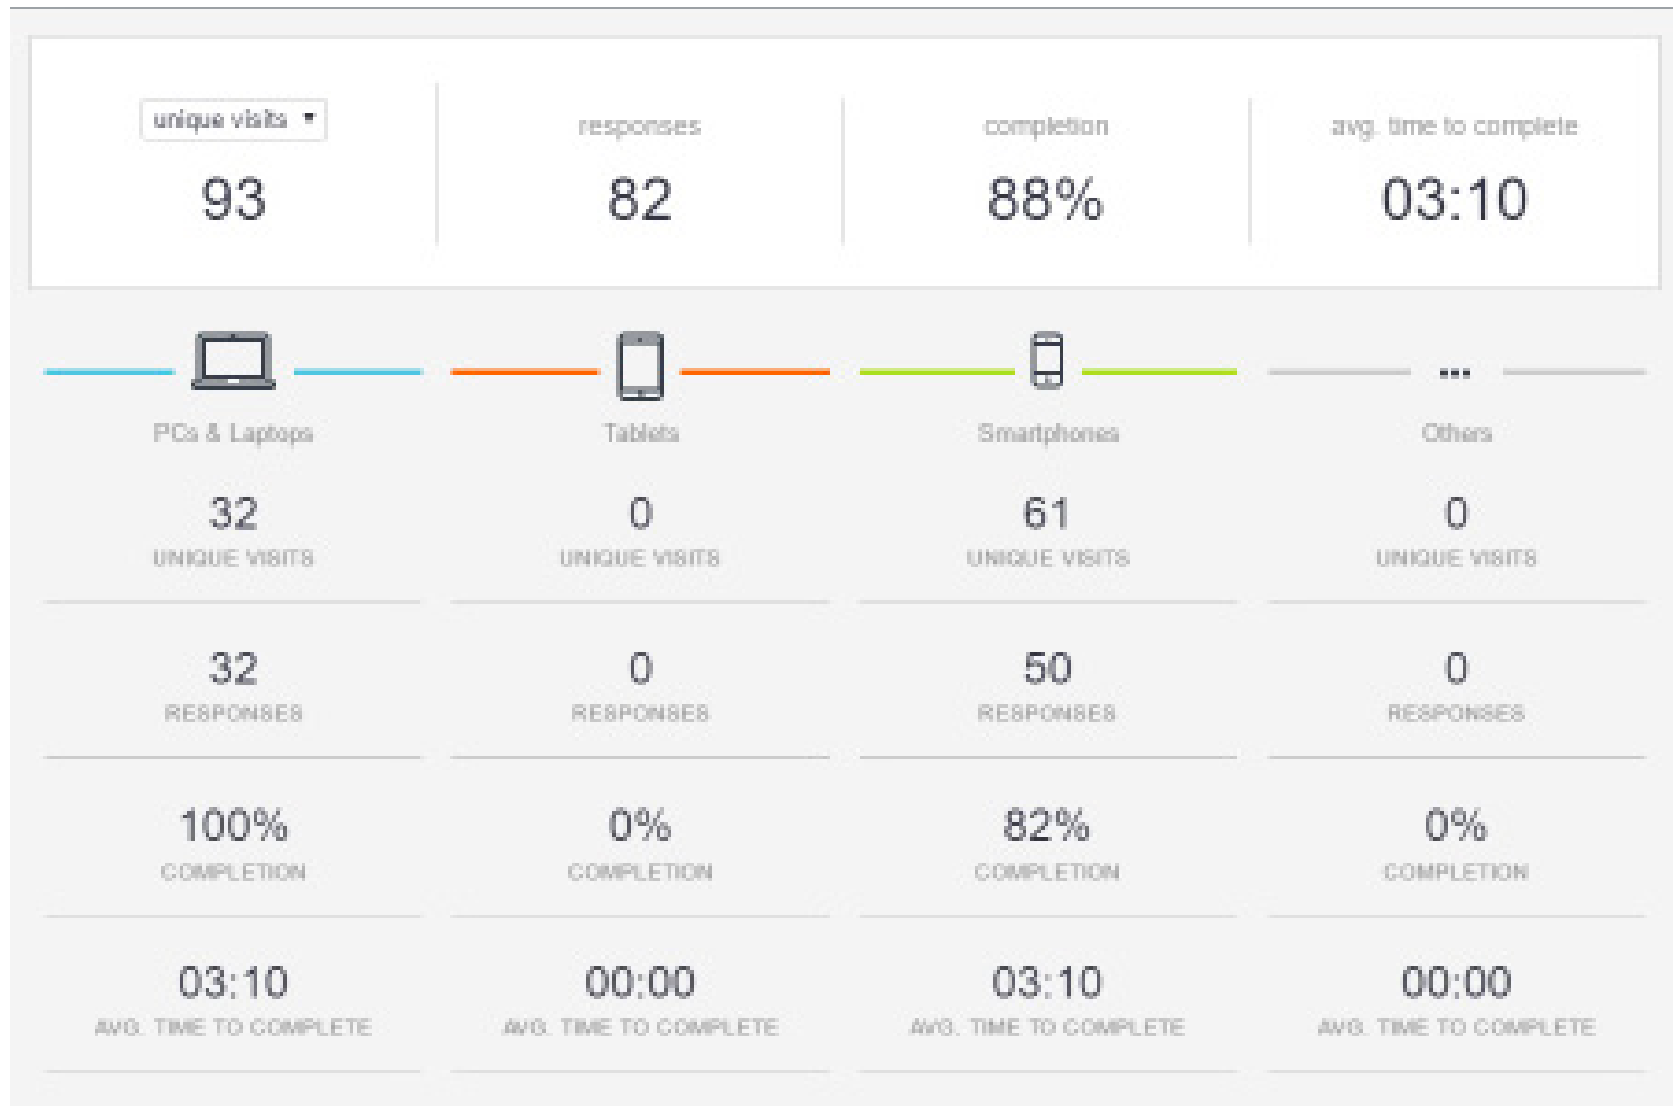 unique visits ▾ responses completion avg. time to complete
93 82 88% 03:10
PCs & Laptops Tablets Smartphones Others
32 0 61 0
UNIQUE VISITS UNIQUE VISITS UNIQUE VISITS UNIQUE VISITS
32 0 50 0
RESPONSES RESPONSES RESPONSES RESPONSES
100% 0% 82% 0%
COMPLETION COMPLETION COMPLETION COMPLETION
03:10 00:00 03:10 00:00
AVG. TIME TO COMPLETE AVG. TIME TO COMPLETE AVG. TIME TO COMPLETE AVG. TIME TO COMPLETE